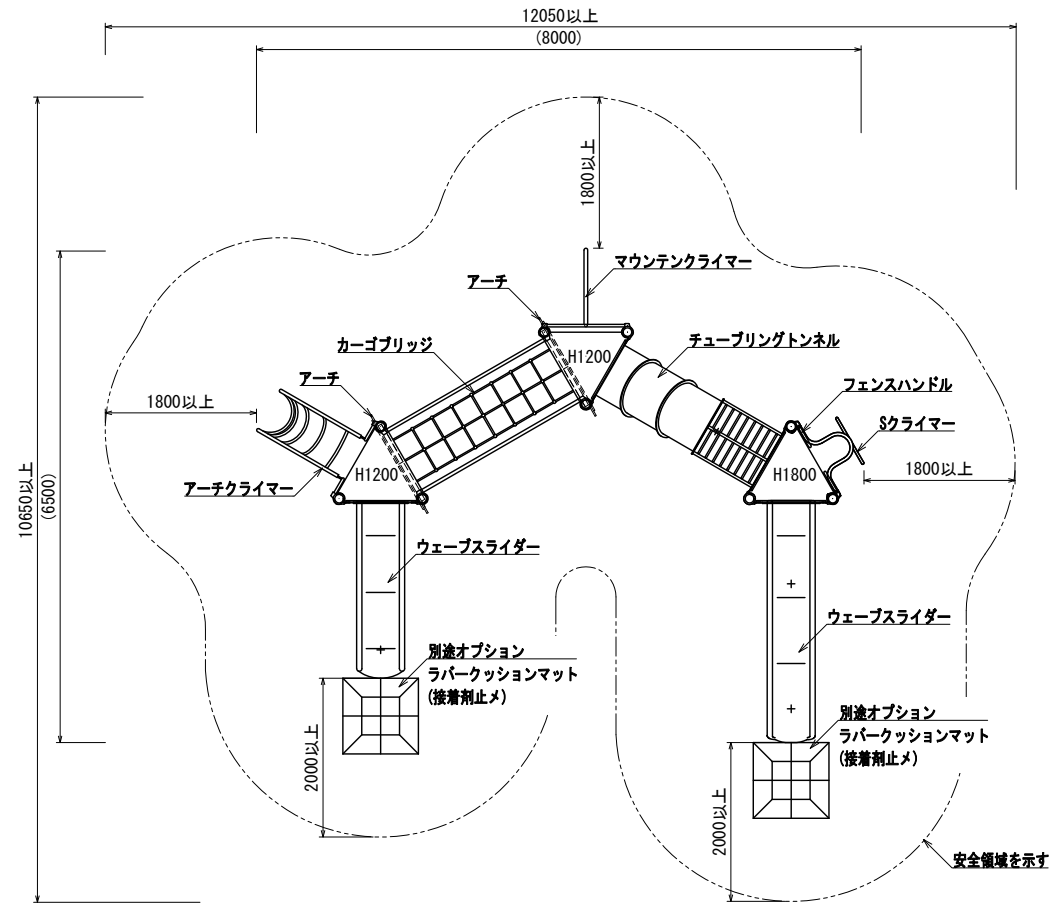 12050以上
(8000)
1800以上
マウンテンクライマー
アーチ
H1200
チューブリングトンネル
カーゴブリッジ
アーチ
フェンスハンドル
Sクライマー
1800以上
H1200
H1800
1800以上
アーチクライマー
10650以上
(6500)
ウェーブスライダー
ウェーブスライダー
別途オプション
ラバークッションマット
(接着剤止メ)
2000以上
別途オプション
ラバークッションマット
(接着剤止メ)
2000以上
安全領域を示す